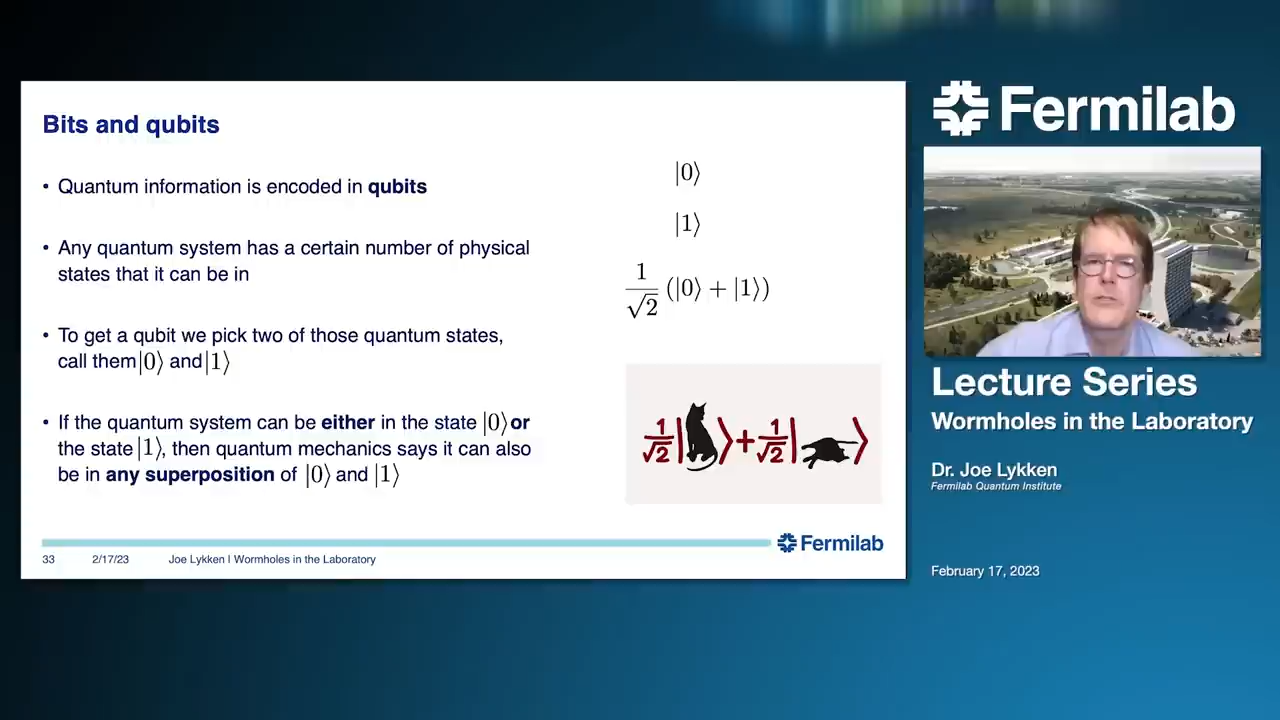 Bits and qubits
• Quantum information is encoded in qubits
• Any quantum system has a certain number of physical
states that it can be in
• To get a qubit we pick two of those quantum states,
call them |0⟩ and |1⟩
• If the quantum system can be either in the state |0⟩ or
the state |1⟩, then quantum mechanics says it can also
be in any superposition of |0⟩ and |1⟩
|0⟩
|1⟩
1/√2 (|0⟩ + |1⟩)
1/√2 | ⟩ + 1/√2 | ⟩
33 2/17/23 Joe Lykken | Wormholes in the Laboratory
Fermilab
Fermilab
Lecture Series
Wormholes in the Laboratory
Dr. Joe Lykken
Fermilab Quantum Institute
February 17, 2023